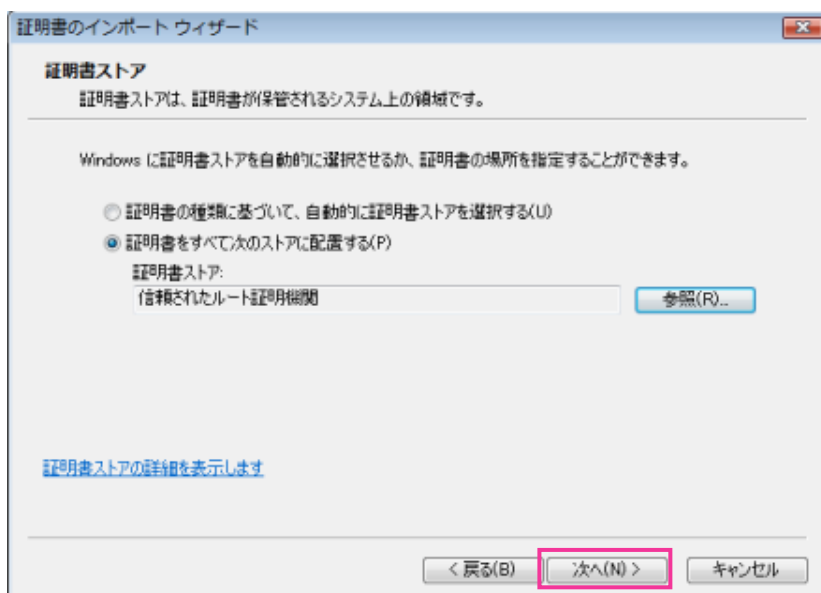 証明書のインポート ウィザード
証明書ストア
証明書ストアは、証明書が保管されるシステム上の領域です。
Windows に証明書ストアを自動的に選択させるか、証明書の場所を指定することができます。
証明書の種類に基づいて、自動的に証明書ストアを選択する(U)
証明書をすべて次のストアに配置する(P)
証明書ストア:
信頼されたルート証明機関
参照(R)...
証明書ストアの詳細を表示します
< 戻る(B)
次へ(N) >
キャンセル